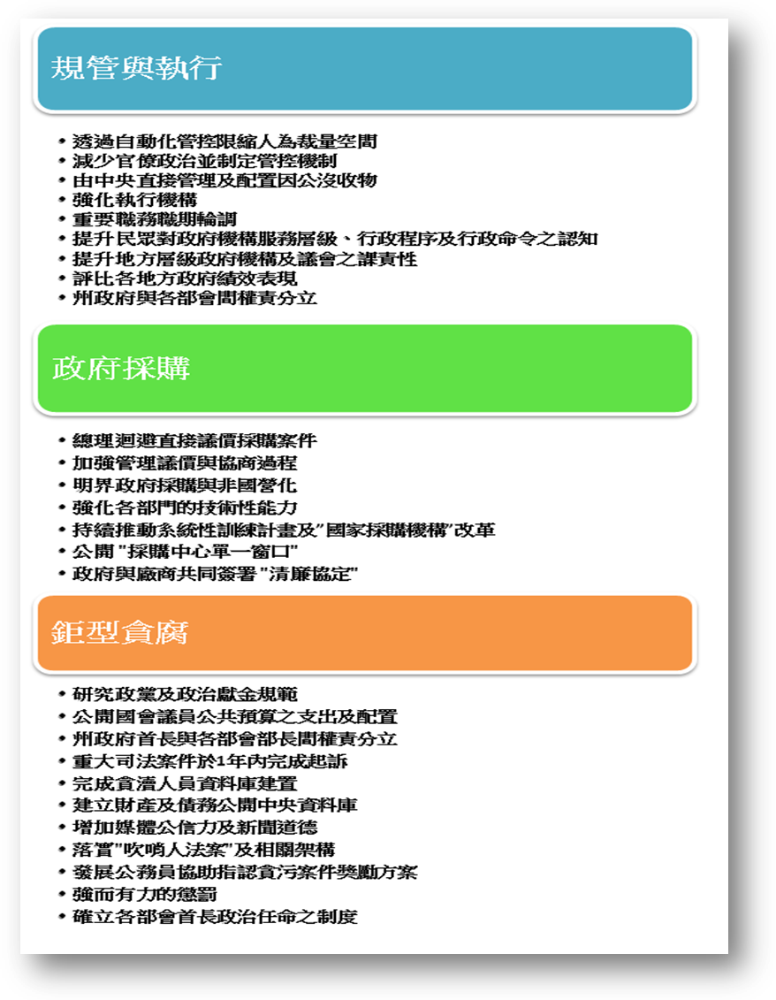 規管與執行
• 透過自動化管控限縮人為裁量空間
• 減少官僚政治並制定管控機制
• 由中央直接管理及配置因公沒收物
• 強化執行機構
• 重要職務職期輪調
• 提升民眾對政府機構服務層級、行政程序及行政命令之認知
• 提升地方層級政府機構及議會之課責性
• 評比各地方政府績效表現
• 州政府與各部會間權責分立
政府採購
• 總理迴避直接議價採購案件
• 加強管理議價與協商過程
• 明界政府採購與非國營化
• 強化各部門的技術性能力
• 持續推動系統性訓練計畫及"國家採購機構"改革
• 公開"採購中心單一窗口"
• 政府與廠商共同簽署"清廉協定"
鉅型貪腐
• 研究政黨及政治獻金規範
• 公開國會議員公共預算之支出及配置
• 州政府首長與各部會部長間權責分立
• 重大司法案件於1年內完成起訴
• 完成貪瀆人員資料庫建置
• 建立財產及債務公開中央資料庫
• 增加媒體公信力及新聞道德
• 落實"吹哨人法案"及相關架構
• 發展公務員協助指認貪污案件獎勵方案
• 強而有力的懲罰
• 確立各部會首長政治任命之制度